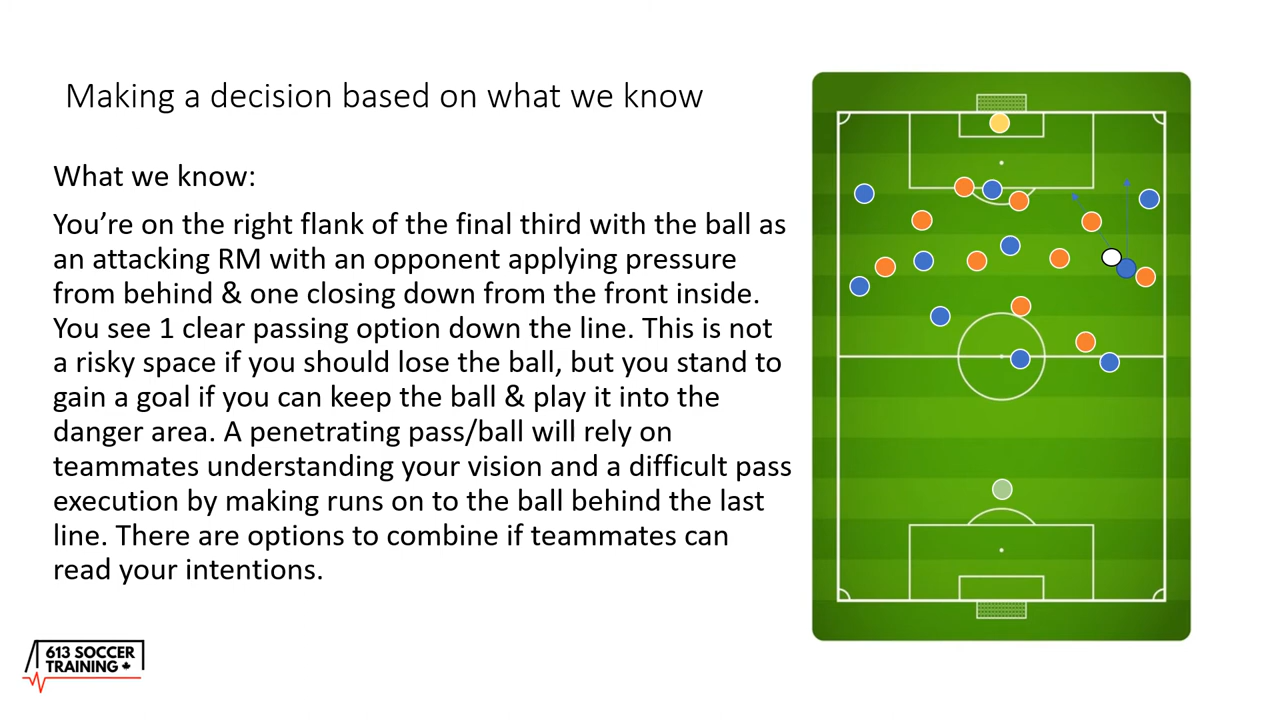 Making a decision based on what we know
What we know:
You’re on the right flank of the final third with the ball as
an attacking RM with an opponent applying pressure
from behind & one closing down from the front inside.
You see 1 clear passing option down the line. This is not
a risky space if you should lose the ball, but you stand to
gain a goal if you can keep the ball & play it into the
danger area. A penetrating pass/ball will rely on
teammates understanding your vision and a difficult pass
execution by making runs on to the ball behind the last
line. There are options to combine if teammates can
read your intentions.
613 SOCCER
TRAINING